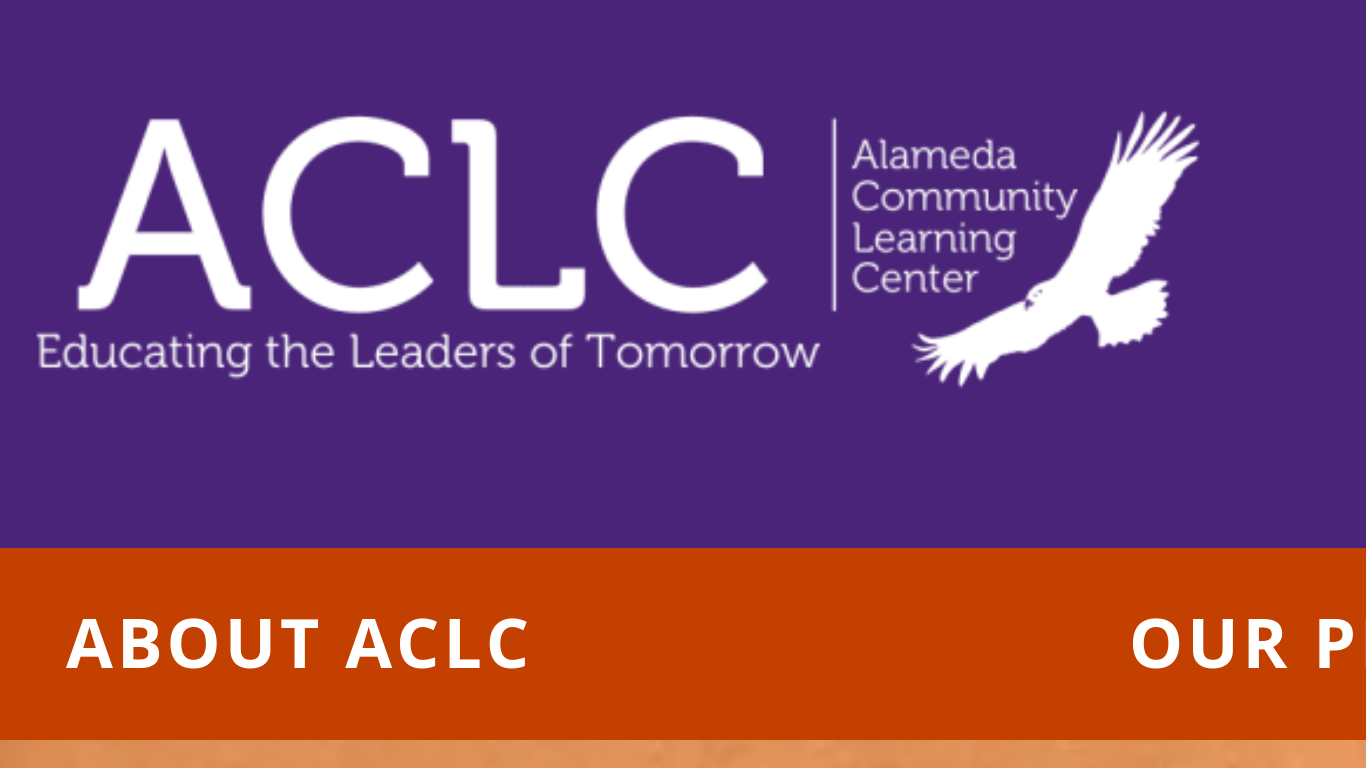 ACLC
Educating the Leaders of Tomorrow
Alameda
Community
Learning
Center
ABOUT ACLC
OUR